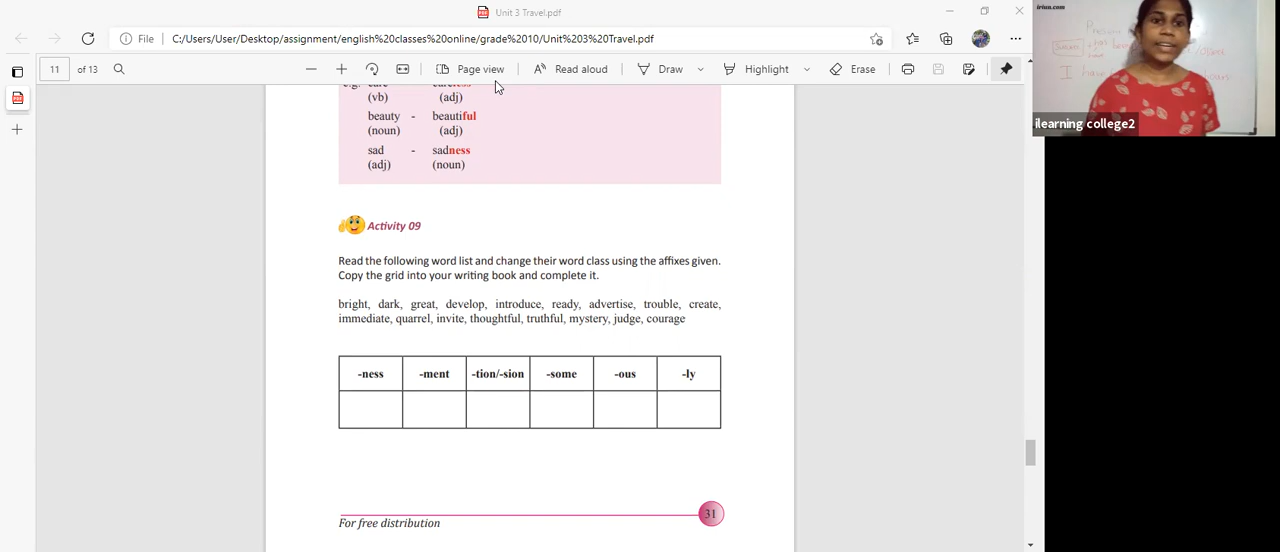 Unit 3 Travel.pdf
File
C:/Users/User/Desktop/assignment/english%20classes%20online/grade%2010/Unit%203%20Travel.pdf
11 of 13
Page view
Read aloud
Draw
Highlight
Erase
(vb) (adj)
beauty - beautiful
(noun) (adj)
sad - sadness
(adj) (noun)
Activity 09
Read the following word list and change their word class using the affixes given.
Copy the grid into your writing book and complete it.
bright, dark, great, develop, introduce, ready, advertise, trouble, create,
immediate, quarrel, invite, thoughtful, truthful, mystery, judge, courage
-ness -ment -tion/-sion -some -ous -ly
31
For free distribution
iriun.com
I
ilearning college2